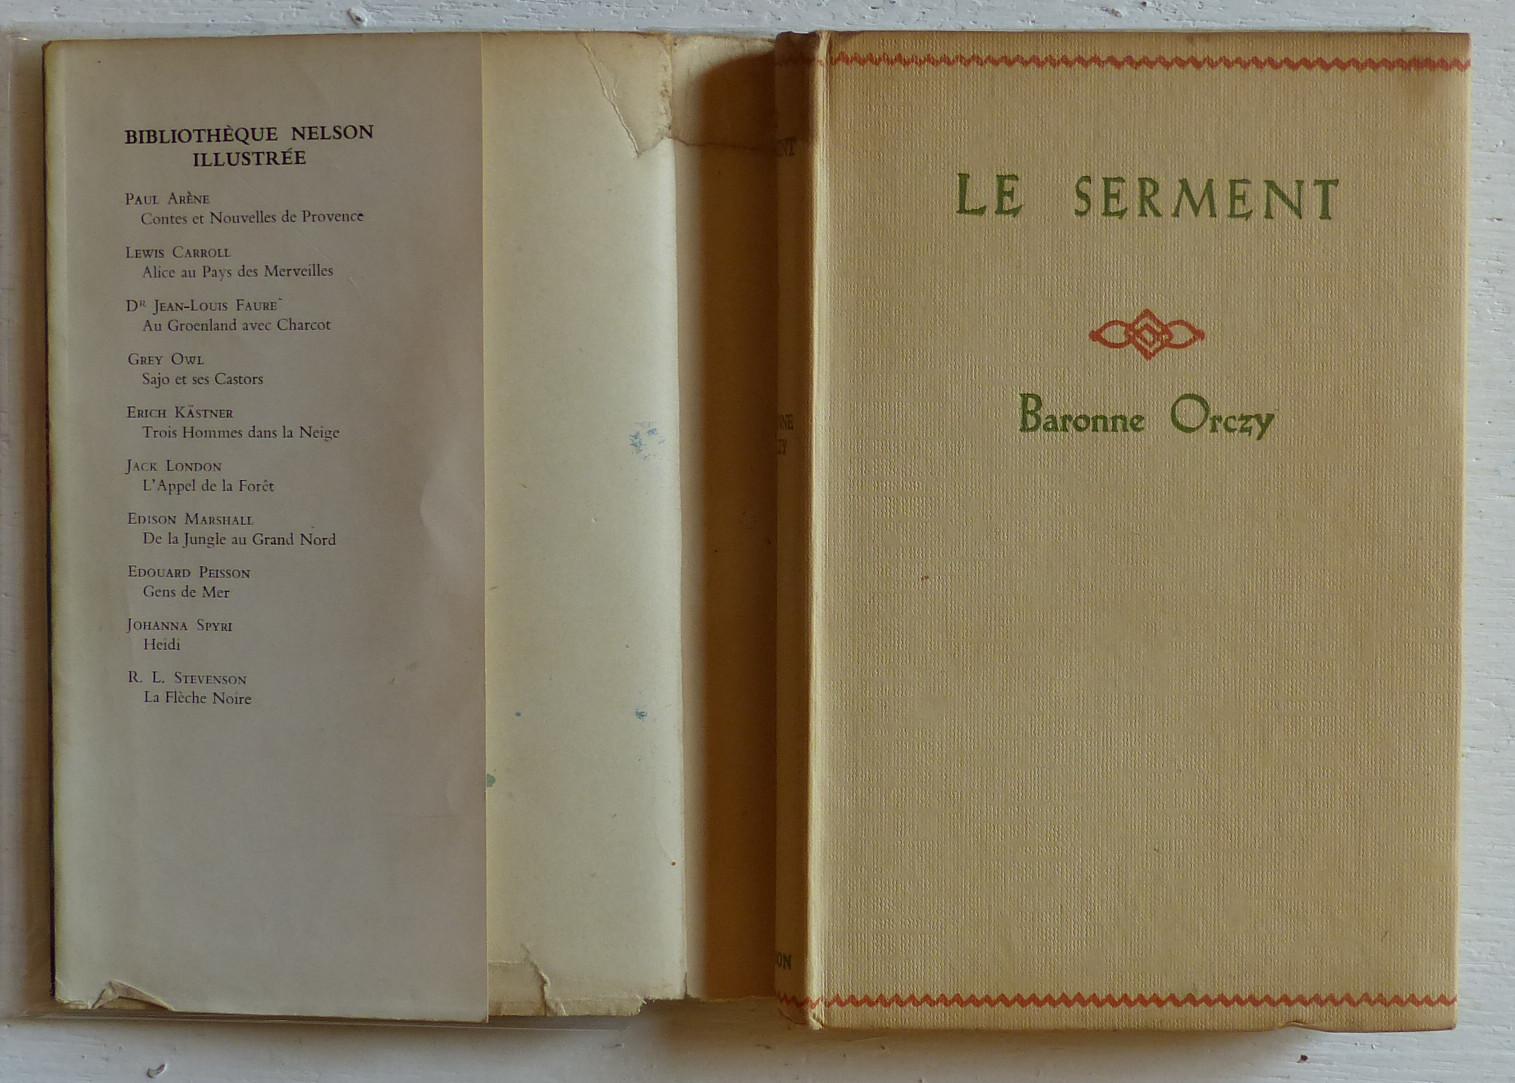 BIBLIOTHÈQUE NELSON
ILLUSTRÉE
PAUL ARÈNE
Contes et Nouvelles de Provence
LEWIS CARROLL
Alice au Pays des Merveilles
DR JEAN-LOUIS FAURE
Au Groenland avec Charcot
GREY OWL
Sajo et ses Castors
ERICH KÄSTNER
Trois Hommes dans la Neige
JACK LONDON
L'Appel de la Forêt
EDISON MARSHALL
De la Jungle au Grand Nord
EDOUARD PEISSON
Gens de Mer
JOHANNA SPYRI
Heidi
R. L. STEVENSON
La Flèche Noire
LE SERMENT
Baronne Orczy